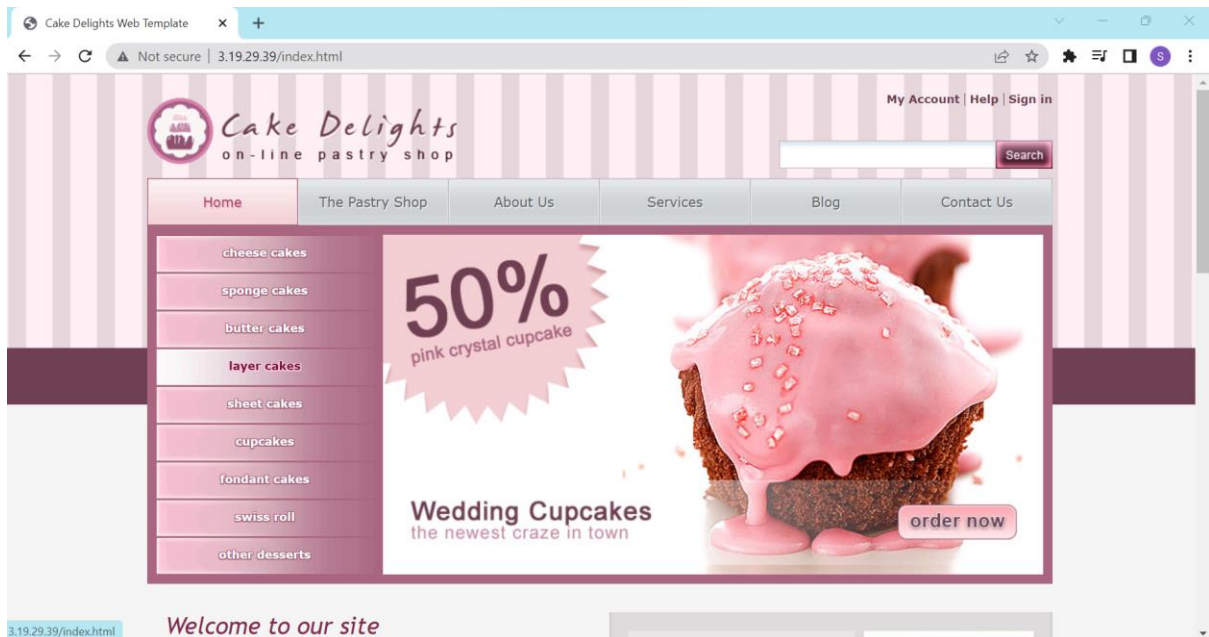 Cake Delights Web Template
Not secure | 3.19.29.39/index.html
S
My Account | Help | Sign in
Cake Delights
on-line pastry shop
Search
Home The Pastry Shop About Us Services Blog Contact Us
cheese cakes
sponge cakes
butter cakes
layer cakes
sheet cakes
cupcakes
fondant cakes
swiss roll
other desserts
50%
pink crystal cupcake
Wedding Cupcakes
the newest craze in town
order now
Welcome to our site
3.19.29.39/index.html